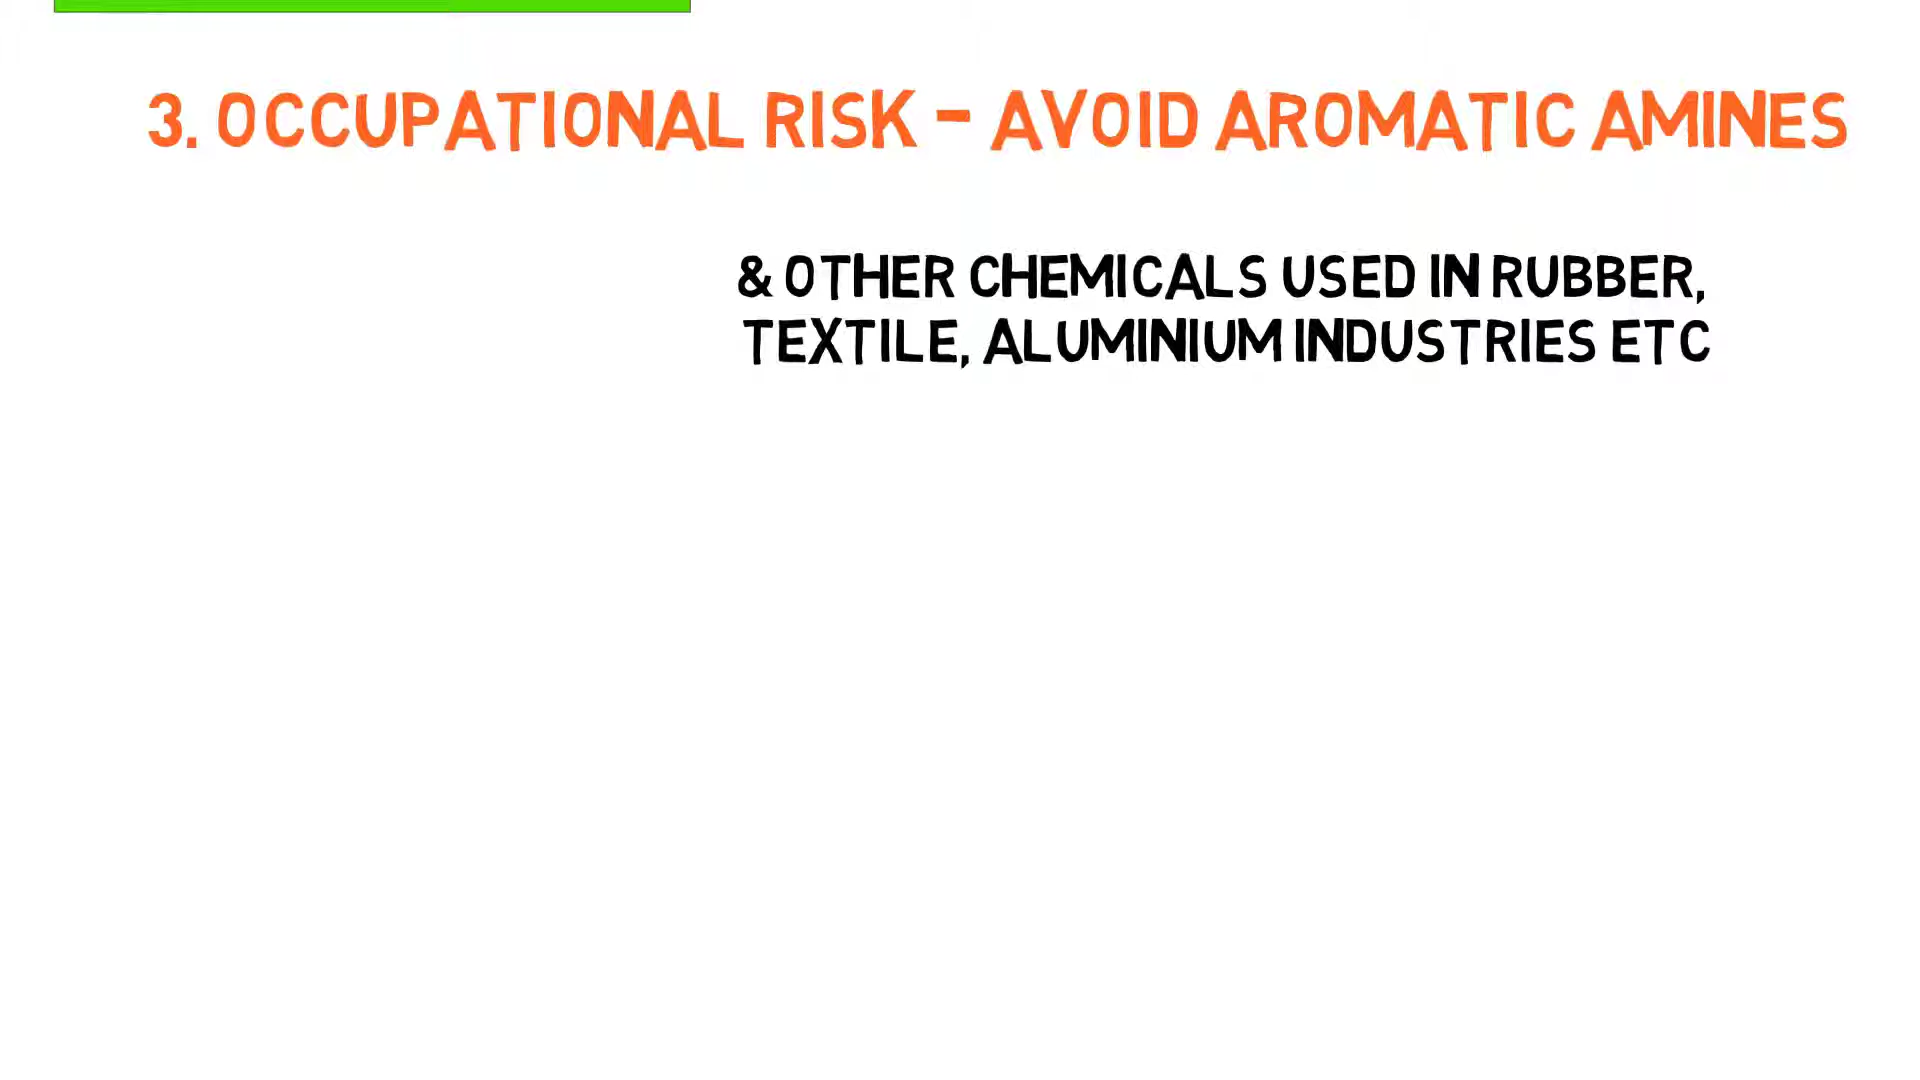 3. OCCUPATIONAL RISK - AVOID AROMATIC AMINES
& OTHER CHEMICALS USED IN RUBBER,
TEXTILE, ALUMINIUM INDUSTRIES ETC